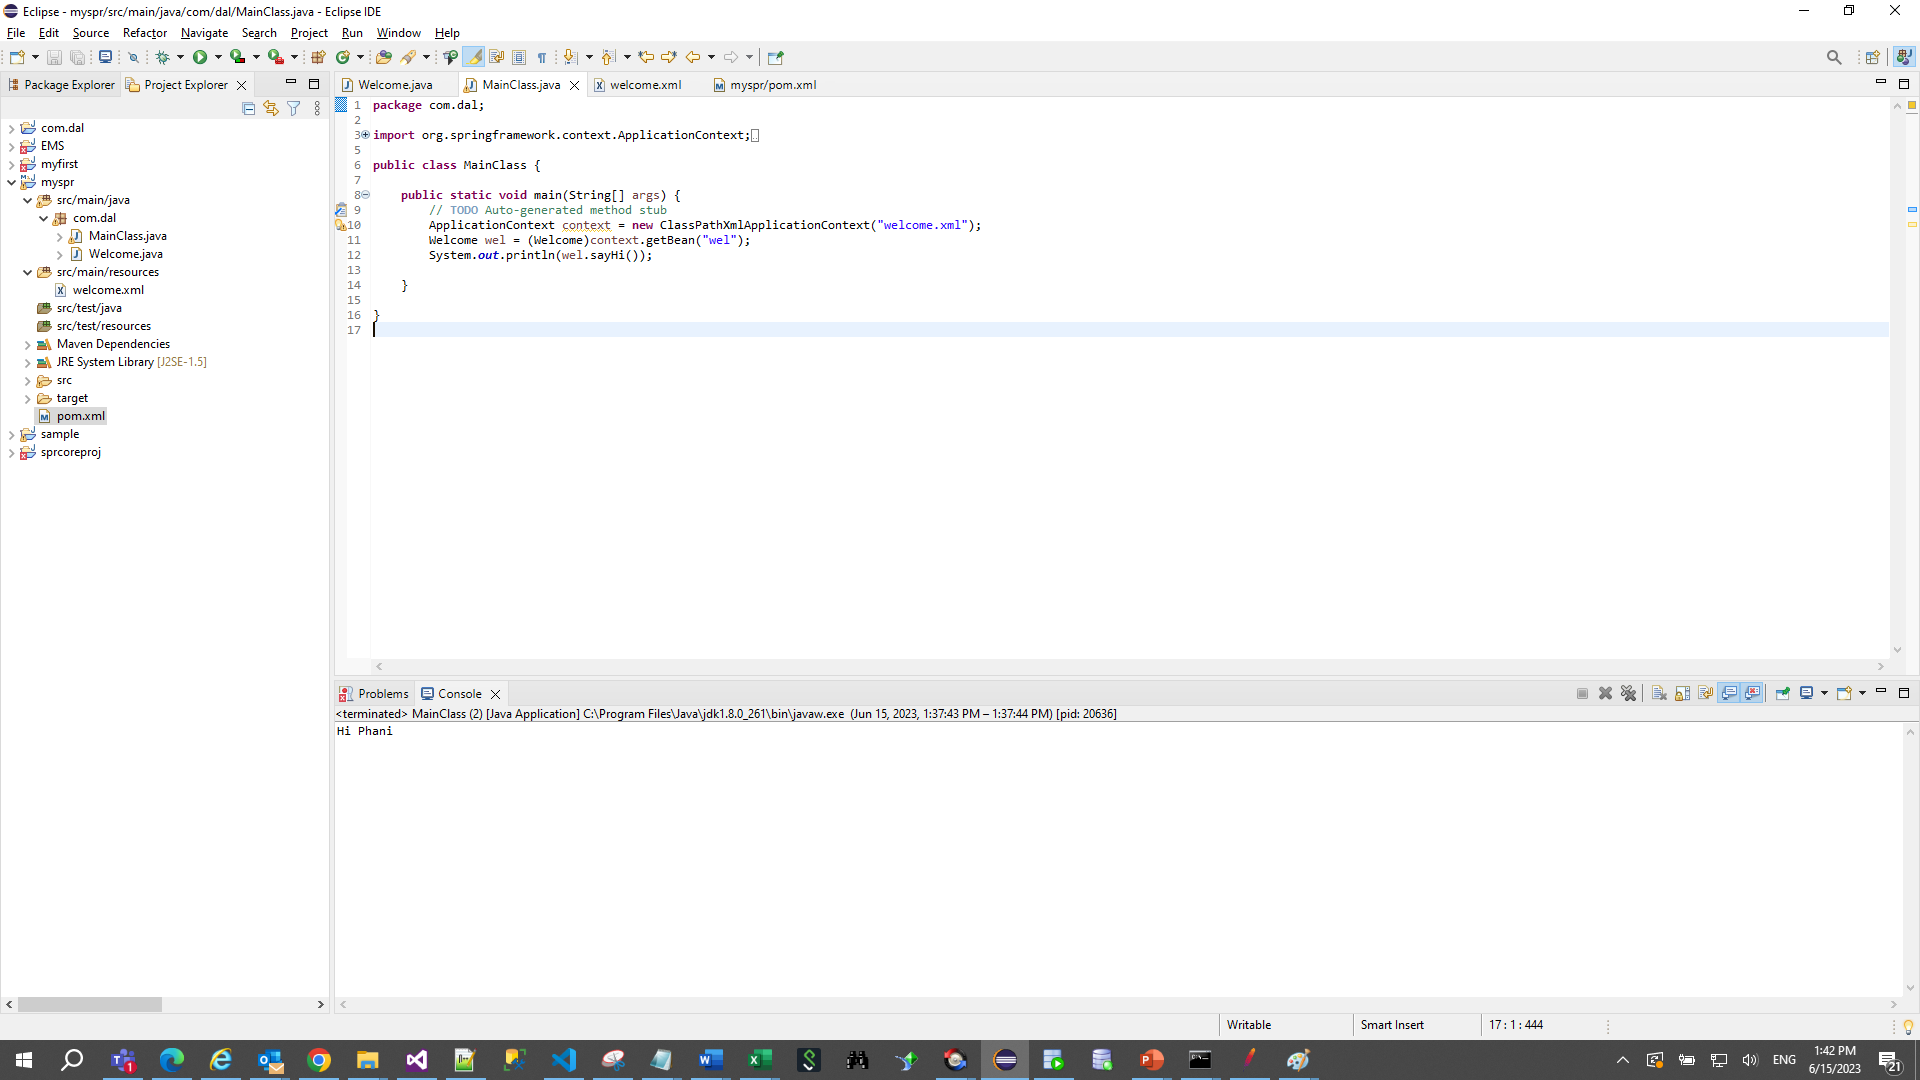 Eclipse - myspr/src/main/java/com/dal/MainClass.java - Eclipse IDE
File Edit Source Refactor Navigate Search Project Run Window Help
Package Explorer Project Explorer
Welcome.java MainClass.java welcome.xml myspr/pom.xml
com.dal
EMS
myfirst
myspr
src/main/java
com.dal
MainClass.java
Welcome.java
src/main/resources
welcome.xml
src/test/java
src/test/resources
Maven Dependencies
JRE System Library [J2SE-1.5]
src
target
pom.xml
sample
sprcoreproj
1 package com.dal;
2
3 import org.springframework.context.ApplicationContext;
5
6 public class MainClass {
7
8 public static void main(String[] args) {
9 // TODO Auto-generated method stub
10 ApplicationContext context = new ClassPathXmlApplicationContext("welcome.xml");
11 Welcome wel = (Welcome)context.getBean("wel");
12 System.out.println(wel.sayHi());
13
14 }
15
16 }
17
Problems Console
<terminated> MainClass (2) [Java Application] C:\Program Files\Java\jdk1.8.0_261\bin\javaw.exe (Jun 15, 2023, 1:37:43 PM – 1:37:44 PM) [pid: 20636]
Hi Phani
Writable Smart Insert 17 : 1 : 444
ENG
1:42 PM
6/15/2023
21